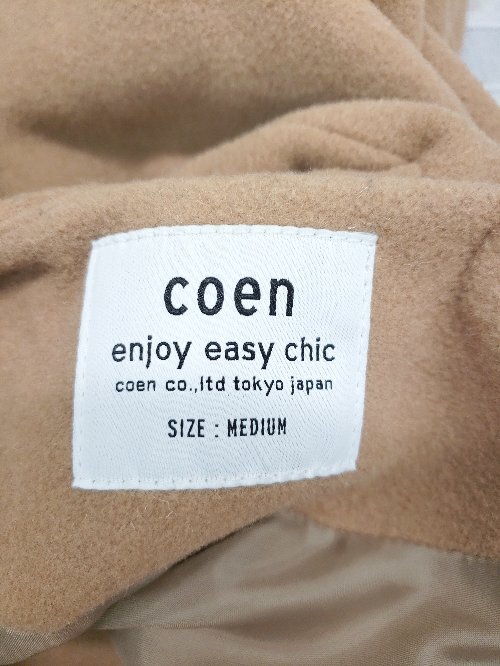 coen
enjoy easy chic
coen co.,ltd tokyo japan
SIZE : MEDIUM